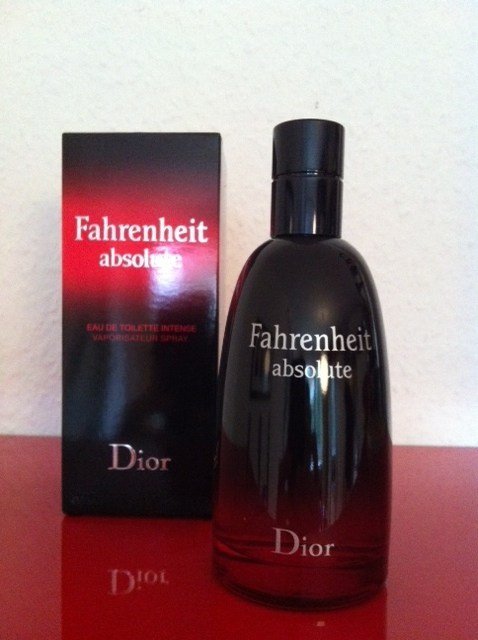 Fahrenheit
absolute
EAU DE TOILETTE INTENSE
VAPORISATEUR SPRAY
Dior
Fahrenheit
absolute
Dior